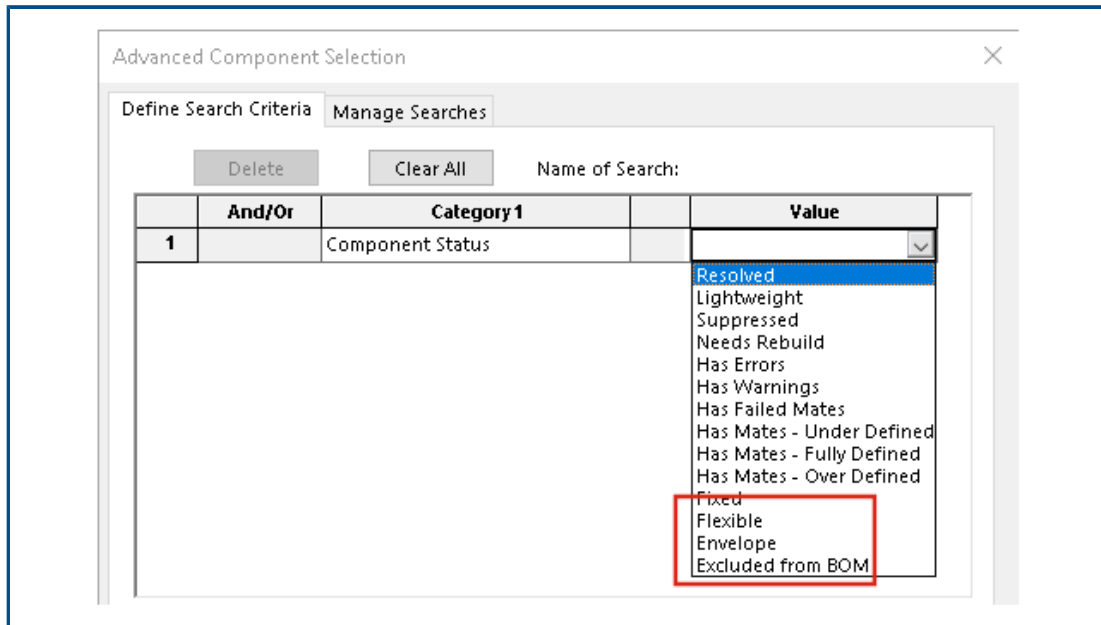 Advanced Component Selection
Define Search Criteria Manage Searches
Delete Clear All Name of Search:
And/Or Category1 Value
1 Component Status
Resolved
Lightweight
Suppressed
Needs Rebuild
Has Errors
Has Warnings
Has Failed Mates
Has Mates - Under Defined
Has Mates - Fully Defined
Has Mates - Over Defined
Fixed
Flexible
Envelope
Excluded from BOM